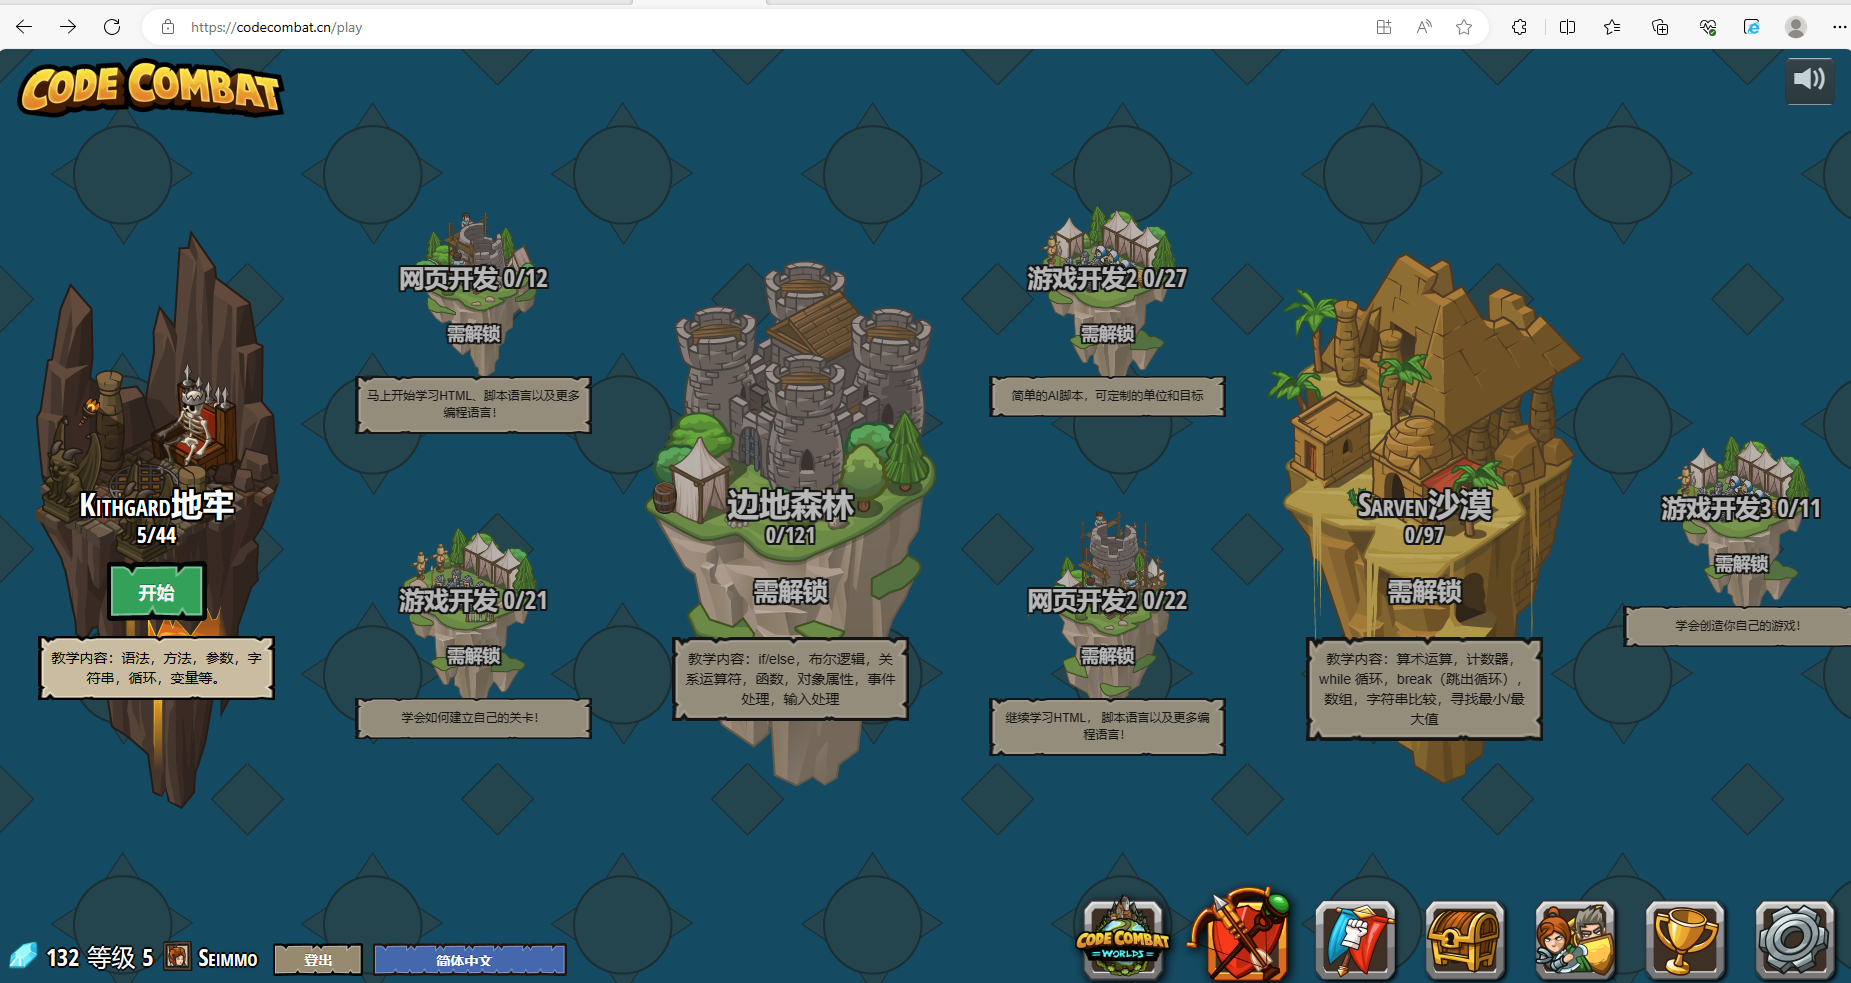 https://codecombat.cn/play
CODE COMBAT
网页开发 0/12
需解锁
马上开始学习HTML、脚本语言以及更多
编程语言！
游戏开发2 0/27
需解锁
简单的AI脚本，可定制的单位和目标
KITHGARD地牢
5/44
开始
教学内容：语法，方法，参数，字
符串，循环，变量等。
游戏开发 0/21
需解锁
学会如何建立自己的关卡！
边地森林
0/121
需解锁
教学内容：if/else，布尔逻辑，关
系运算符，函数，对象属性，事件
处理，输入处理
网页开发2 0/22
需解锁
继续学习HTML，脚本语言以及更多编
程语言！
SARVEN沙漠
0/97
需解锁
教学内容：算术运算，计数器，
while 循环，break（跳出循环），
数组，字符串比较，寻找最小/最
大值
游戏开发3 0/11
需解锁
学会创造你自己的游戏！
132 等级 5 SEIMMO 登出 简体中文
CODE COMBAT
WORLDS